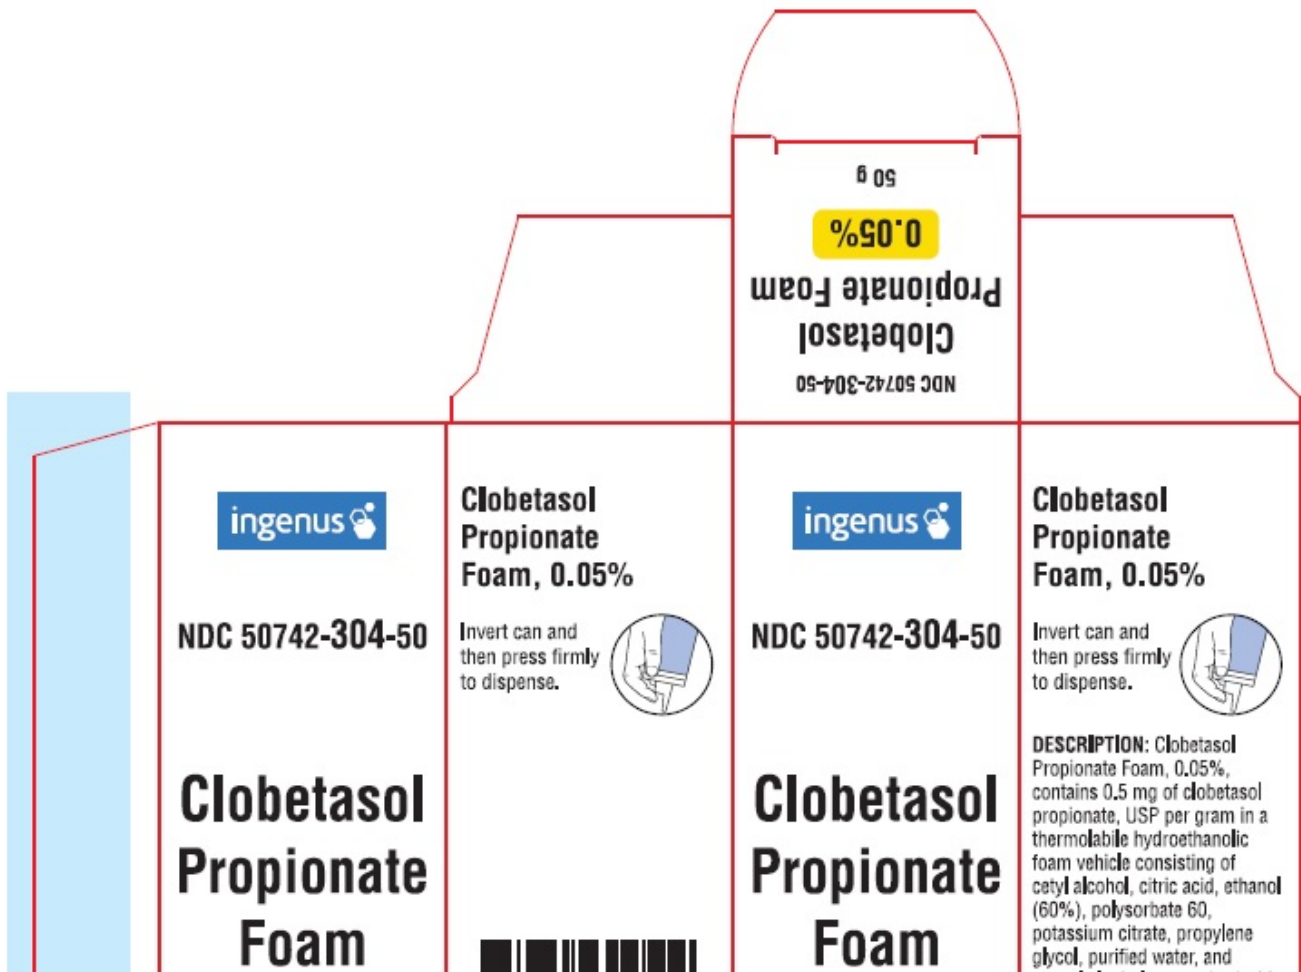 50 g
0.05%
Propionate Foam
Clobetasol
NDC 50742-304-50
ingenus
NDC 50742-304-50
Clobetasol
Propionate
Foam
Clobetasol
Propionate
Foam, 0.05%
Invert can and
then press firmly
to dispense.
ingenus
NDC 50742-304-50
Clobetasol
Propionate
Foam
Clobetasol
Propionate
Foam, 0.05%
Invert can and
then press firmly
to dispense.
DESCRIPTION: Clobetasol
Propionate Foam, 0.05%,
contains 0.5 mg of clobetasol
propionate, USP per gram in a
thermolabile hydroethanolic
foam vehicle consisting of
cetyl alcohol, citric acid, ethanol
(60%), polysorbate 60,
potassium citrate, propylene
glycol, purified water, and